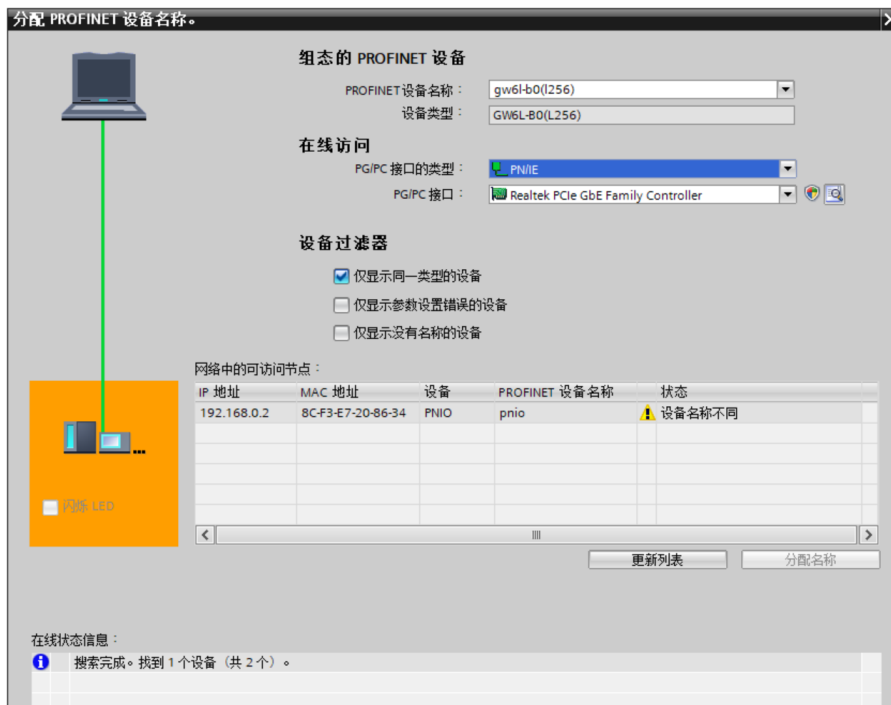 分配 PROFINET 设备名称。
组态的 PROFINET 设备
PROFINET设备名称： gw6l-b0(l256)
设备类型： GW6L-B0(L256)
在线访问
PG/PC 接口的类型： PN/IE
PG/PC 接口： Realtek PCIe GbE Family Controller
设备过滤器
仅显示同一类型的设备
仅显示参数设置错误的设备
仅显示没有名称的设备
网络中的可访问节点：
IP 地址 MAC 地址 设备 PROFINET 设备名称 状态
192.168.0.2 8C-F3-E7-20-86-34 PNIO pnio 设备名称不同
闪烁 LED
更新列表 分配名称
在线状态信息：
搜索完成。找到 1 个设备（共 2 个）。